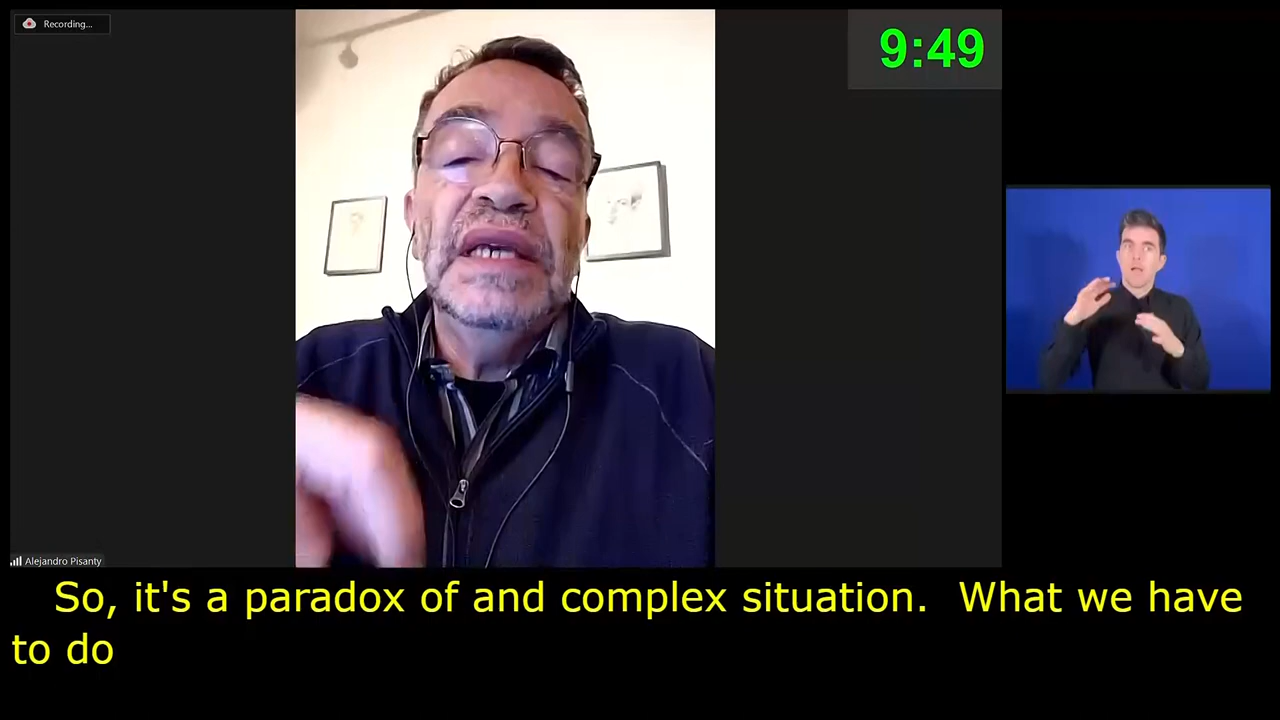 Recording...
9:49
Alejandro Pisanty
So, it's a paradox of and complex situation.  What we have
to do